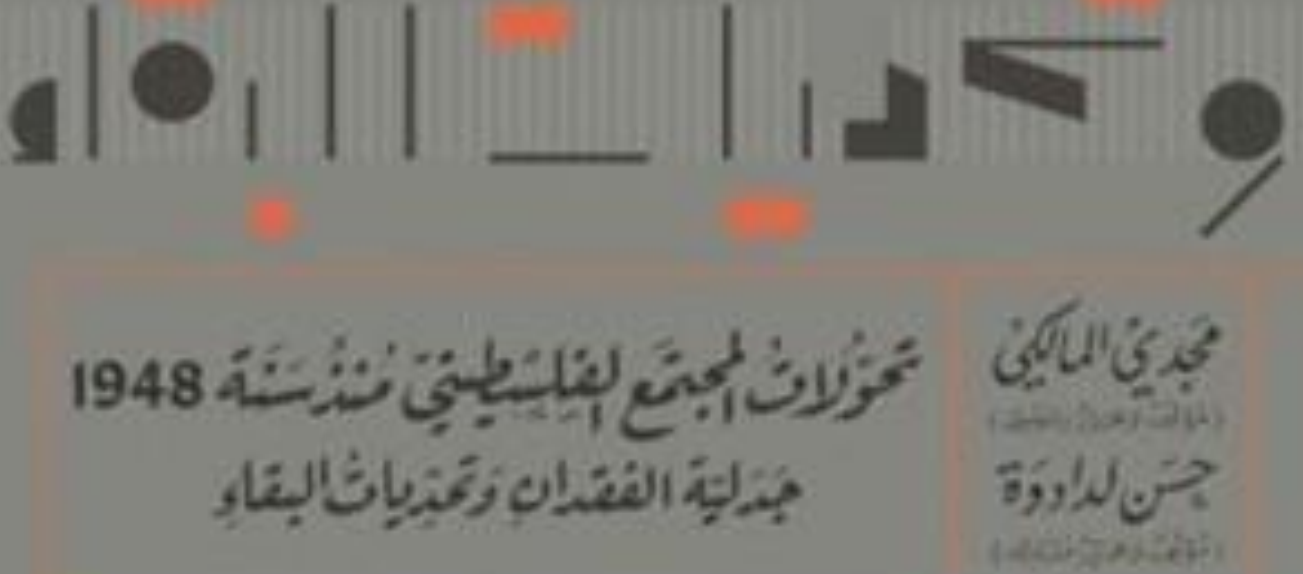 مجدي المالكي
حسن لدادوة
تحولات المجتمع الفلسطيني منذ سنة 1948
جدلية الفقدان وتحديات البقاء